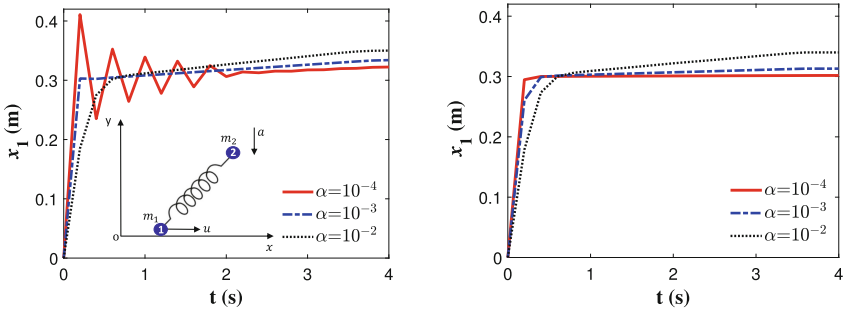 0.4
0.3
0.2
0.1
0
x₁ (m)
0 1 2 3 4
t (s)
y
o
x
m₁
1
u
m₂
2
a
α=10⁻⁴
α=10⁻³
α=10⁻²
0.4
0.3
0.2
0.1
0
x₁ (m)
0 1 2 3 4
t (s)
α=10⁻⁴
α=10⁻³
α=10⁻²